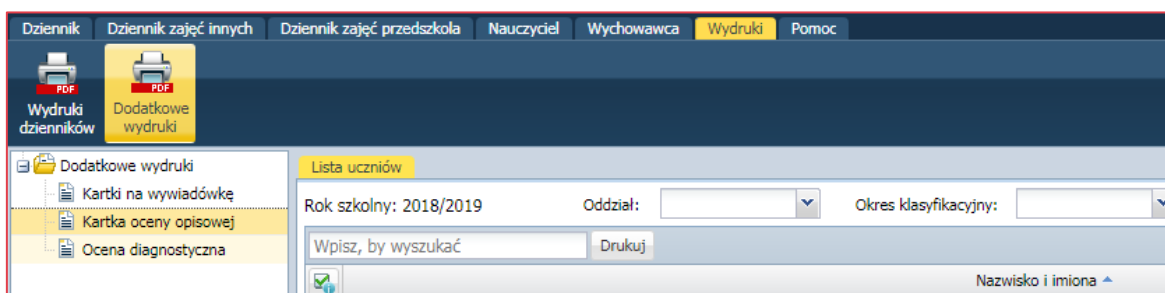 Dziennik Dziennik zajęć innych Dziennik zajęć przedszkola Nauczyciel Wychowawca Wydruki Pomoc
PDF PDF
Wydruki dzienników
Dodatkowe wydruki
Dodatkowe wydruki
Kartki na wywiadówkę
Kartka oceny opisowej
Ocena diagnostyczna
Lista uczniów
Rok szkolny: 2018/2019 Oddział: Okres klasyfikacyjny:
Wpisz, by wyszukać Drukuj
Nazwisko i imiona